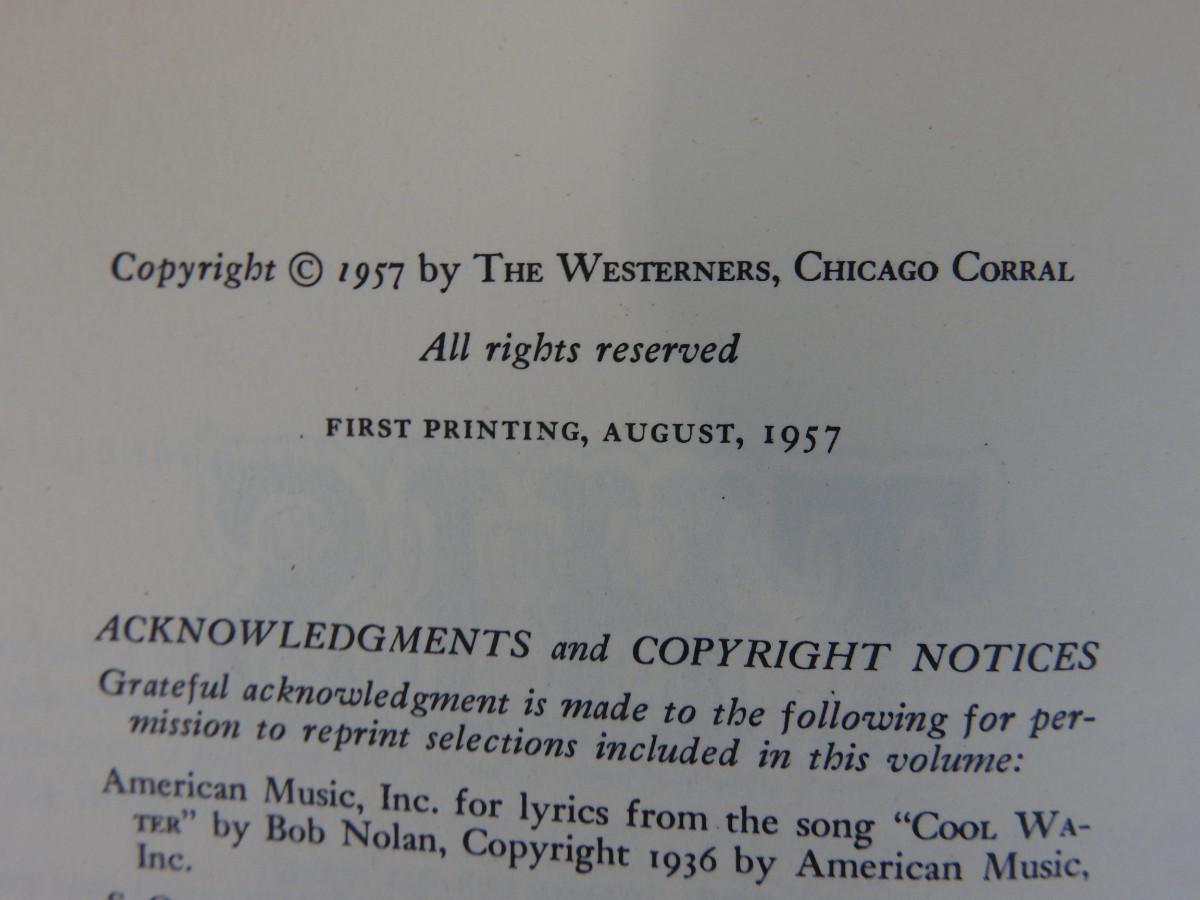 Copyright © 1957 by THE WESTERNERS, CHICAGO CORRAL
All rights reserved
FIRST PRINTING, AUGUST, 1957
ACKNOWLEDGMENTS and COPYRIGHT NOTICES
Grateful acknowledgment is made to the following for per-
mission to reprint selections included in this volume:
American Music, Inc. for lyrics from the song “COOL WA-
TER” by Bob Nolan, Copyright 1936 by American Music,
Inc.